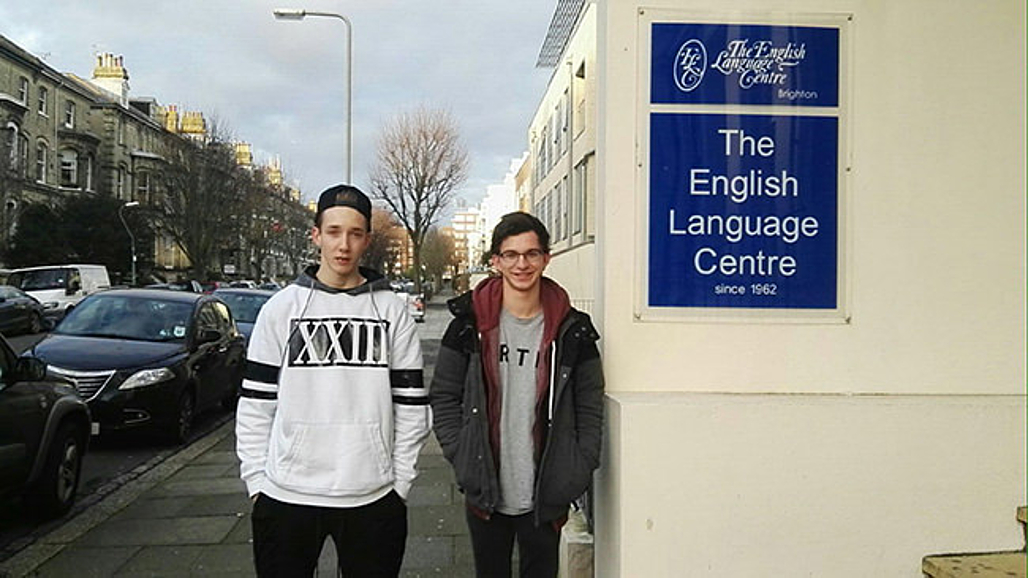 ELC
The English
Language
Centre
Brighton
The
English
Language
Centre
since 1962
XXIII
RTI